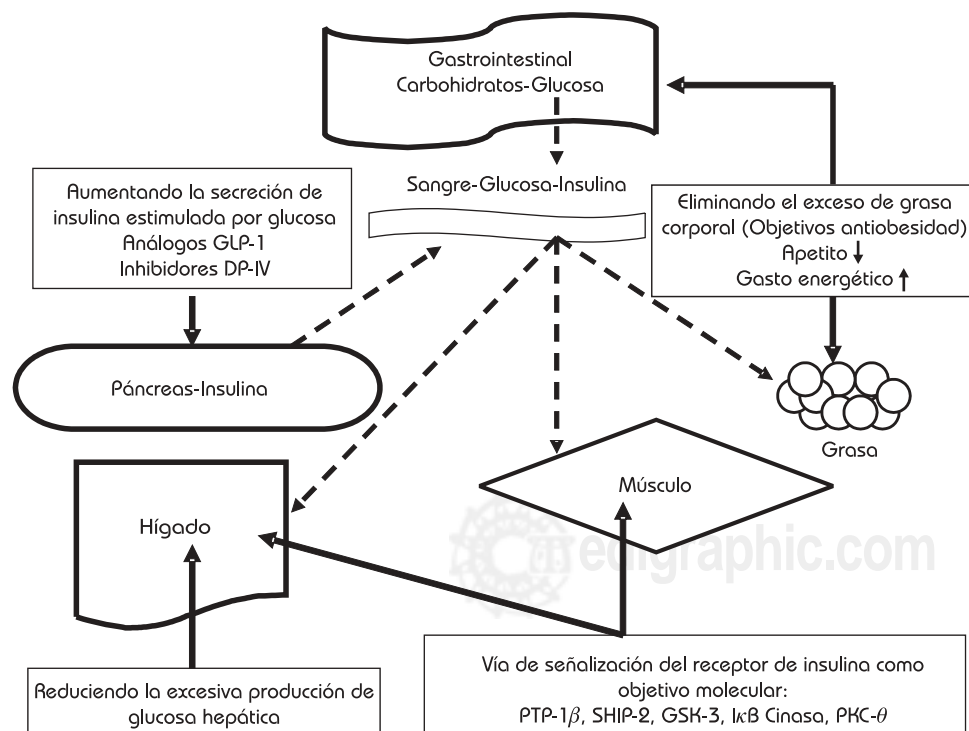 Gastrointestinal
Carbohidratos-Glucosa
Sangre-Glucosa-Insulina
Aumentando la secreción de
insulina estimulada por glucosa
Análogos GLP-1
Inhibidores DP-IV
Eliminando el exceso de grasa
corporal (Objetivos antiobesidad)
Apetito ↓
Gasto energético ↑
Páncreas-Insulina
Grasa
Hígado
Músculo
medigraphic.com
Reduciendo la excesiva producción de
glucosa hepática
Vía de señalización del receptor de insulina como
objetivo molecular:
PTP-1β, SHIP-2, GSK-3, IκB Cinasa, PKC-θ